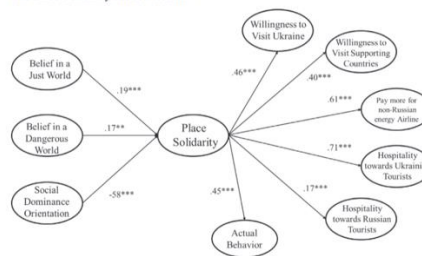 Willingness to
Visit Ukraine
Willingness to
Visit Supporting
Countries
Belief in a
Just World
.46***
.40***
.19***
.61***
Pay more for
non-Russian
energy Airline
Belief in a
Dangerous
World
.17**
Place
Solidarity
.71***
Hospitality
towards Ukraini
Tourists
Social
Dominance
Orientation
-58***
.45***
.17***
Hospitality
towards Russian
Tourists
Actual
Behavior